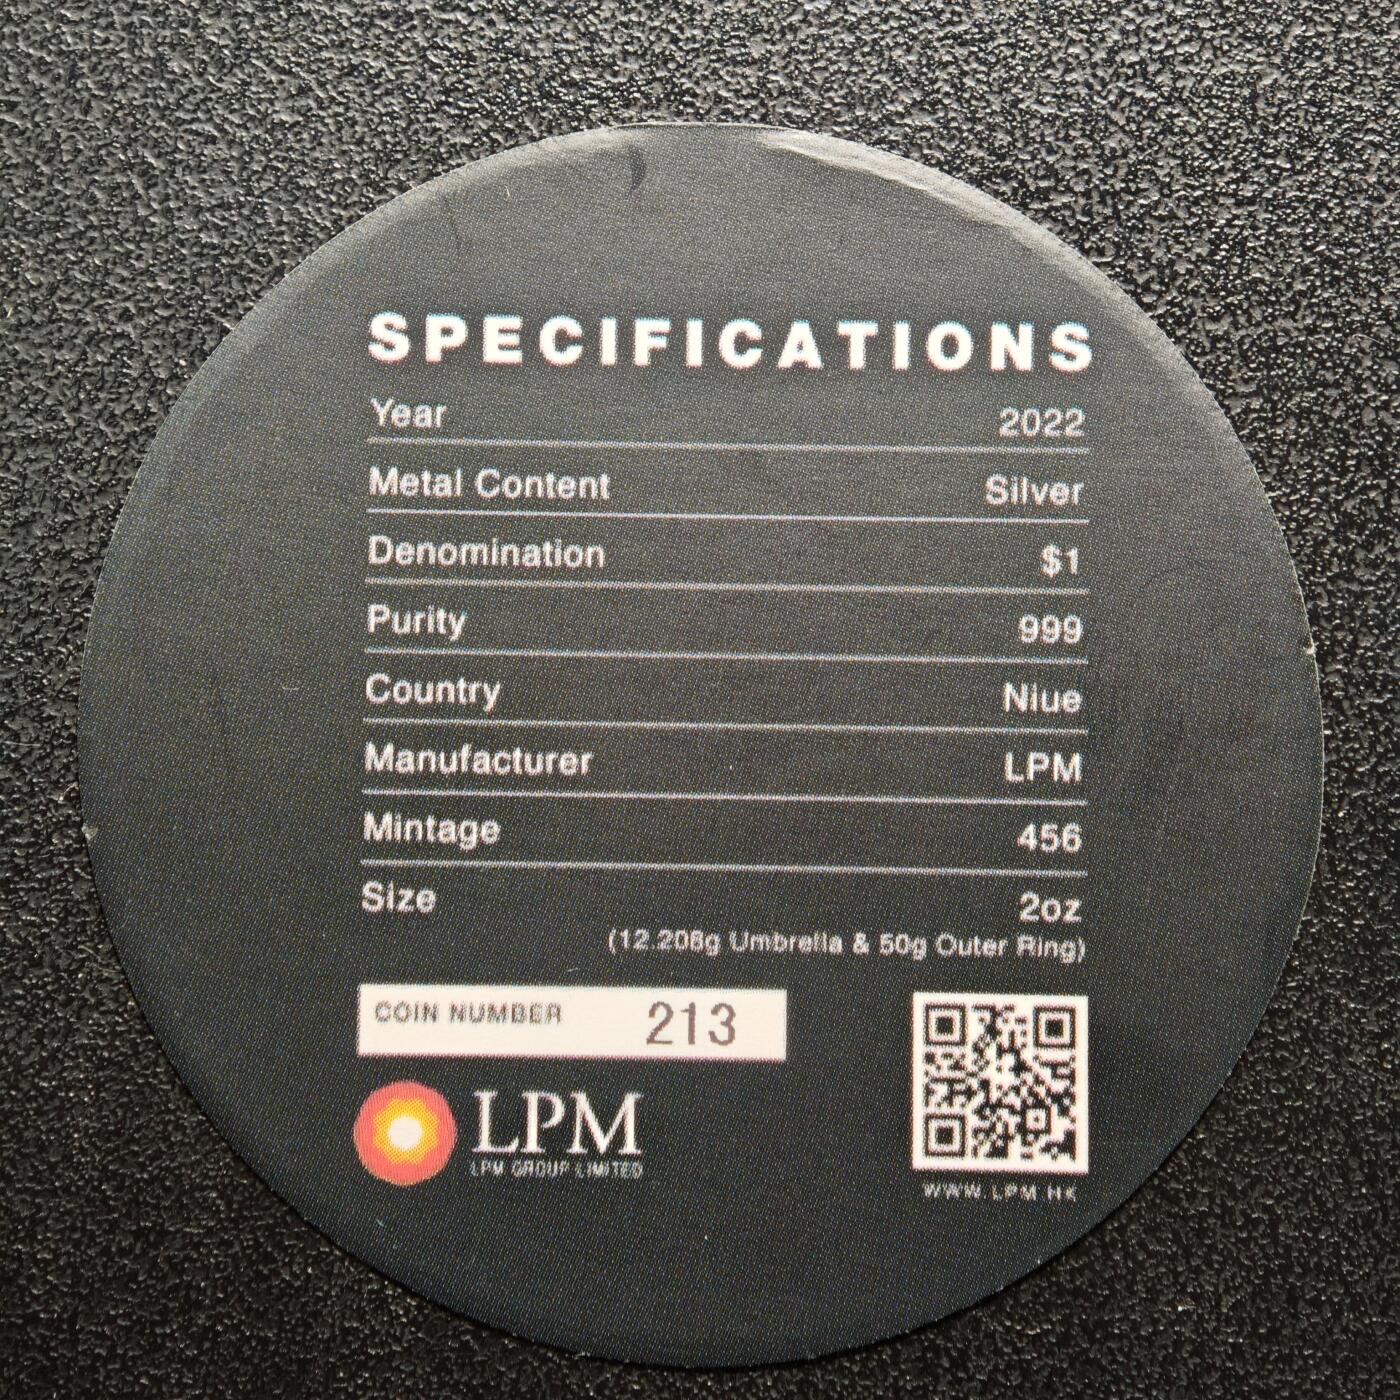 SPECIFICATIONS
Year 2022
Metal Content Silver
Denomination $1
Purity 999
Country Niue
Manufacturer LPM
Mintage 456
Size 2oz
(12.206g Umbrella & 50g Outer Ring)
COIN NUMBER 213
LPM
LPM GROUP LIMITED
WWW.LPM.HK